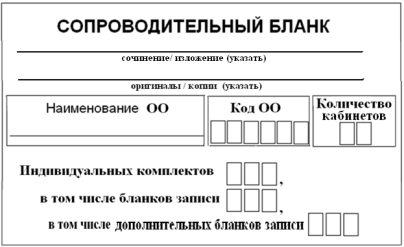 СОПРОВОДИТЕЛЬНЫЙ БЛАНК
сочинение/ изложение (указать)
оригиналы / копии (указать)
Наименование ОО
Код ОО
Количество
кабинетов
Индивидуальных комплектов ,
в том числе бланков записи ,
в том числе дополнительных бланков записи